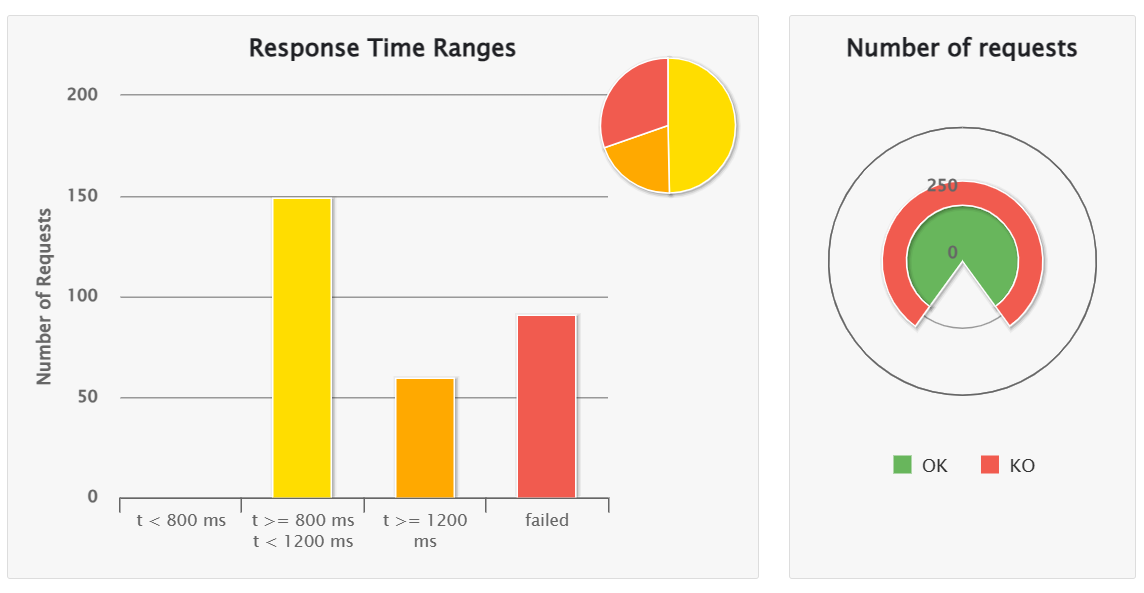 Response Time Ranges
200
150
100
50
0
Number of Requests
t < 800 ms
t >= 800 ms
t < 1200 ms
t >= 1200
ms
failed
Number of requests
250
0
OK
KO